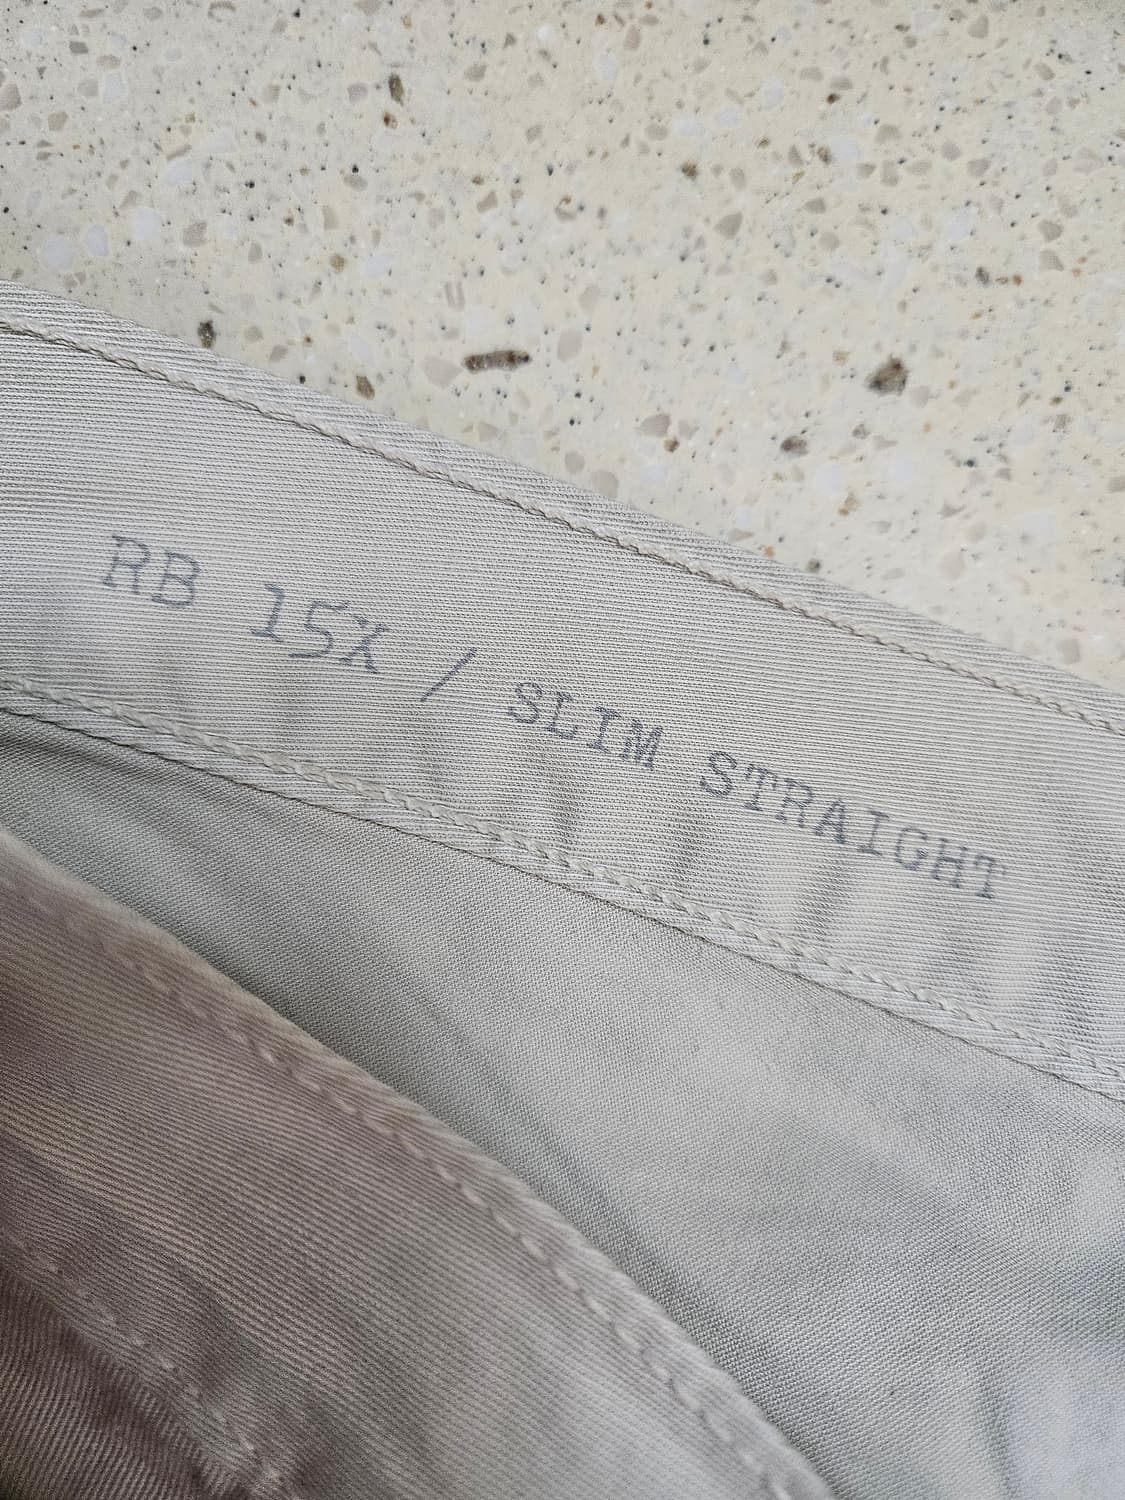 RB 15X / SLIM STRAIGHT